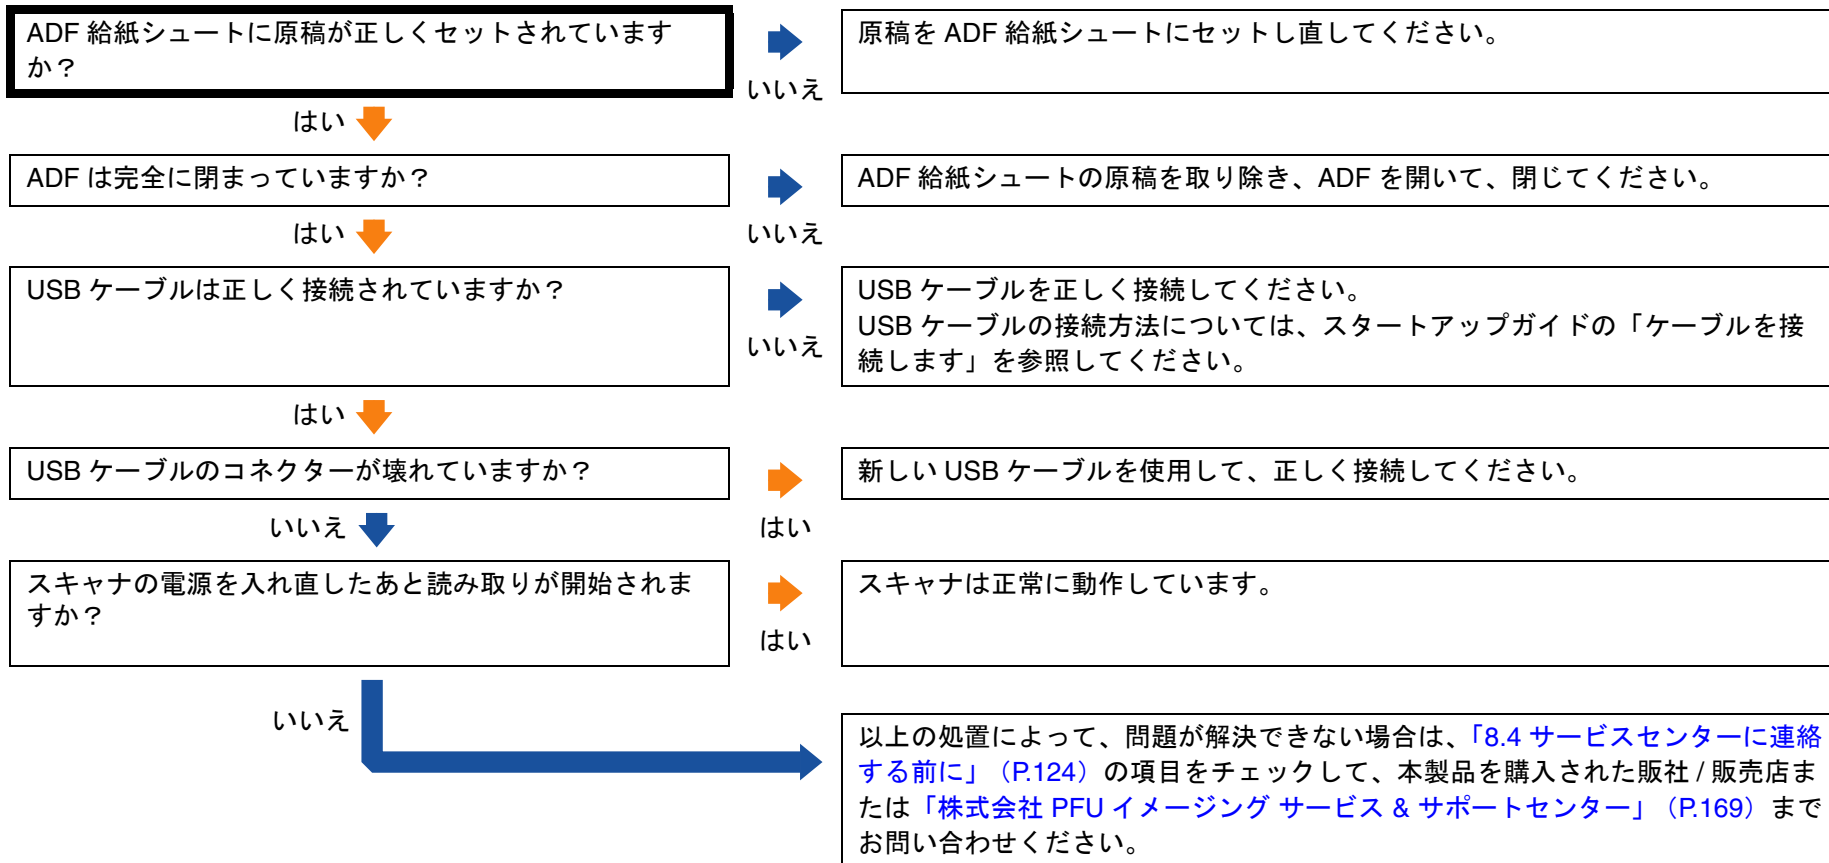 ADF 給紙シュートに原稿が正しくセットされています
か？
いいえ
原稿を ADF 給紙シュートにセットし直してください。
はい
ADF は完全に閉まっていますか？
いいえ
ADF 給紙シュートの原稿を取り除き、ADF を開いて、閉じてください。
はい
USB ケーブルは正しく接続されていますか？
いいえ
USB ケーブルを正しく接続してください。
USB ケーブルの接続方法については、スタートアップガイドの「ケーブルを接
続します」を参照してください。
はい
USB ケーブルのコネクターが壊れていますか？
はい
新しい USB ケーブルを使用して、正しく接続してください。
いいえ
スキャナの電源を入れ直したあと読み取りが開始されま
すか？
はい
スキャナは正常に動作しています。
いいえ
以上の処置によって、問題が解決できない場合は、「8.4 サービスセンターに連絡
する前に」（P.124）の項目をチェックして、本製品を購入された販社 / 販売店ま
たは「株式会社 PFU イメージング サービス & サポートセンター」（P.169）まで
お問い合わせください。